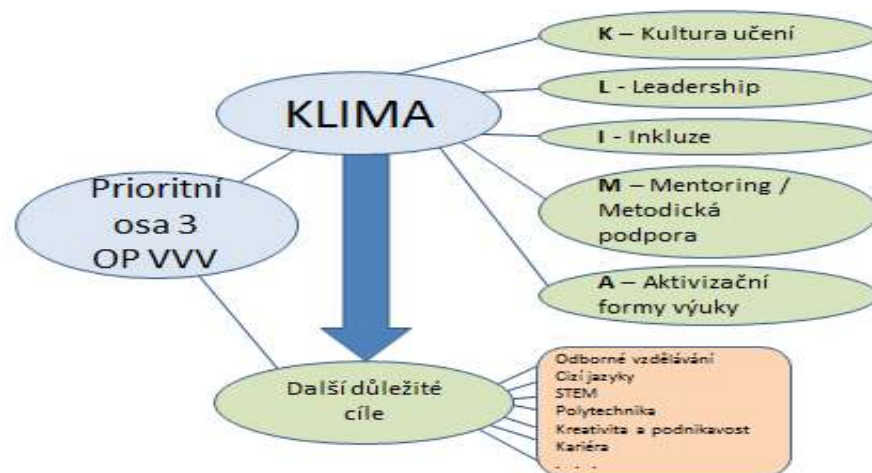 K – Kultura učení
KLIMA
L - Leadership
I - Inkluze
Prioritní
osa 3
OP VVV
M – Mentoring /
Metodická
podpora
A – Aktivizační
formy výuky
Další důležité
cíle
Odborné vzdělávání
Cizí jazyky
STEM
Polytechnika
Kreativita a podnikavost
Kariéra